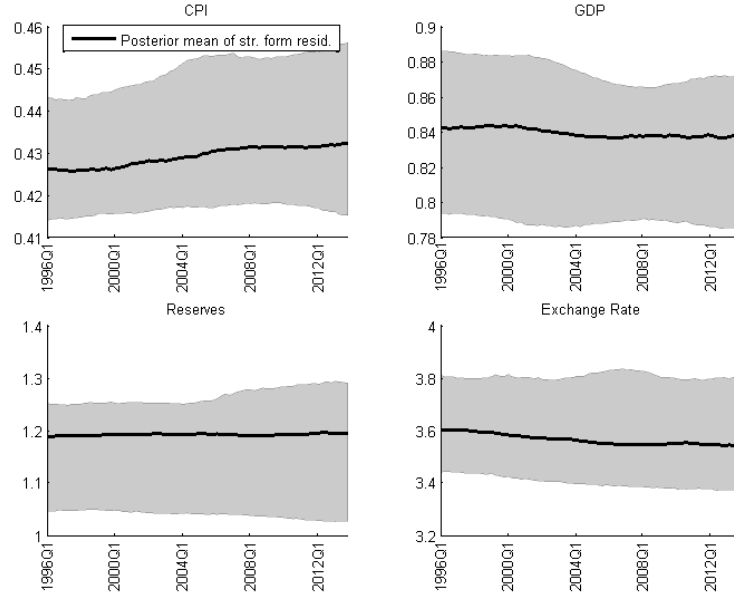 CPI
0.46
0.45
0.44
0.43
0.42
0.41
Posterior mean of str. form resid.
1996Q1
2000Q1
2004Q1
2008Q1
2012Q1
GDP
0.9
0.88
0.86
0.84
0.82
0.8
0.78
1996Q1
2000Q1
2004Q1
2008Q1
2012Q1
Reserves
1.4
1.3
1.2
1.1
1
1996Q1
2000Q1
2004Q1
2008Q1
2012Q1
Exchange Rate
4
3.8
3.6
3.4
3.2
1996Q1
2000Q1
2004Q1
2008Q1
2012Q1